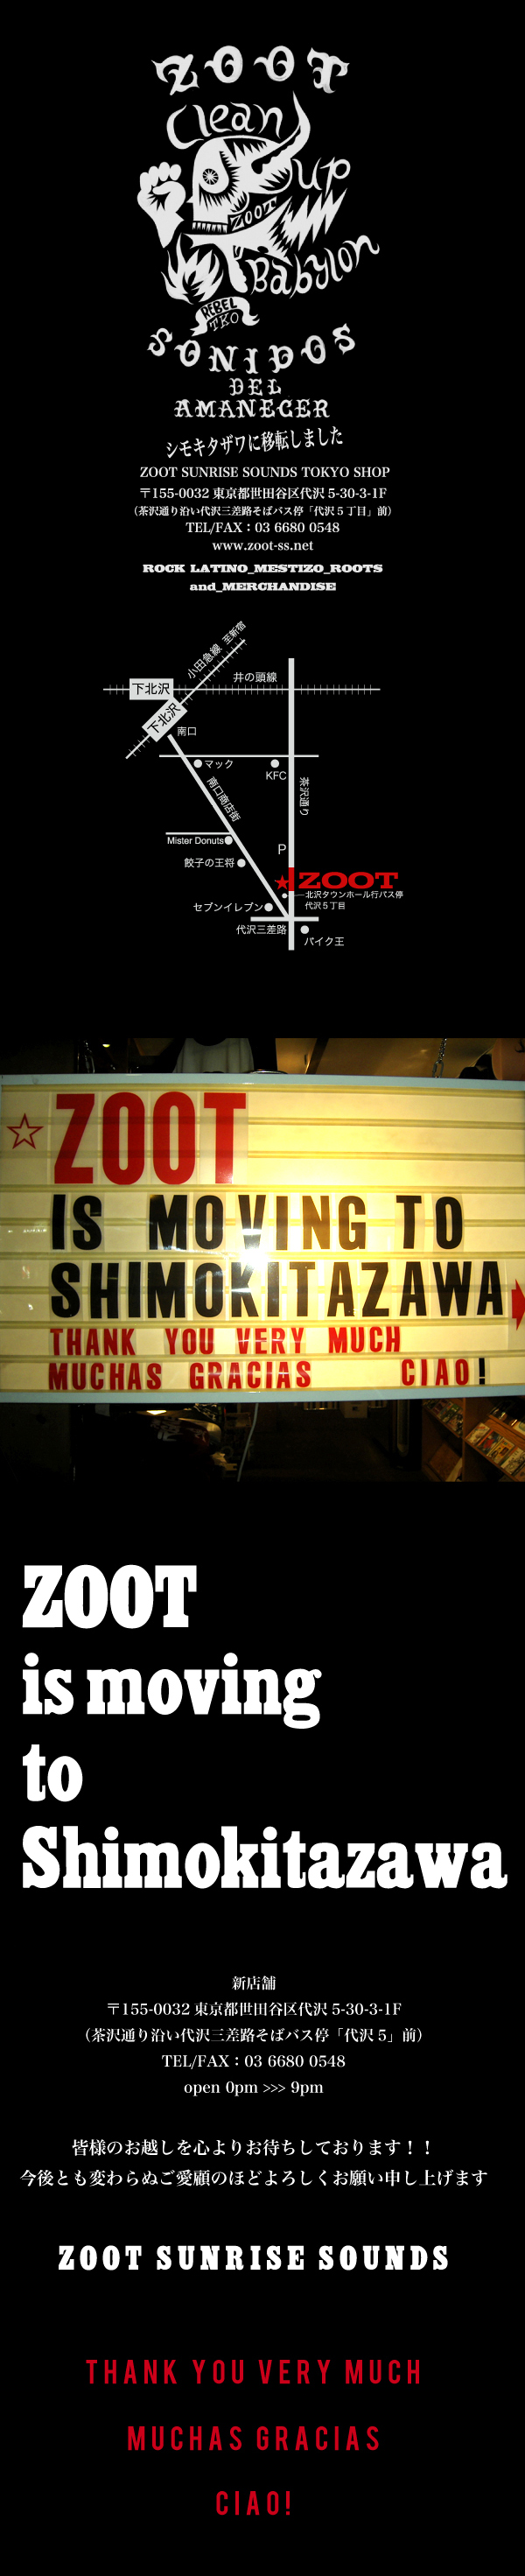 ZOOT
Clean
up
ZOOT
Babylon
REBEL
TKO
SONIDOS
DEL
AMANECER
シモキタザワに移転しました
ZOOT SUNRISE SOUNDS TOKYO SHOP
〒155-0032 東京都世田谷区代沢 5-30-3-1F
（茶沢通り沿い代沢三差路そばバス停「代沢５丁目」前）
TEL/FAX：03 6680 0548
www.zoot-ss.net
ROCK LATINO_MESTIZO_ROOTS
and_MERCHANDISE
小田急線 至新宿
下北沢
井の頭線
下北沢
南口
マック
KFC
南口商店街
茶沢通り
Mister Donuts
P
餃子の王将
★ZOOT
北沢タウンホール行バス停
代沢５丁目
セブンイレブン
代沢三差路
バイク王
☆ZOOT
IS MOVING TO
SHIMOKITAZAWA
THANK YOU VERY MUCH
MUCHAS GRACIAS CIAO!
ZOOT
is moving
to
Shimokitazawa
新店舗
〒155-0032 東京都世田谷区代沢 5-30-3-1F
（茶沢通り沿い代沢三差路そばバス停「代沢 5」前）
TEL/FAX：03 6680 0548
open 0pm >>> 9pm
皆様のお越しを心よりお待ちしております！！
今後とも変わらぬご愛顧のほどよろしくお願い申し上げます
ZOOT SUNRISE SOUNDS
THANK YOU VERY MUCH
MUCHAS GRACIAS
CIAO!